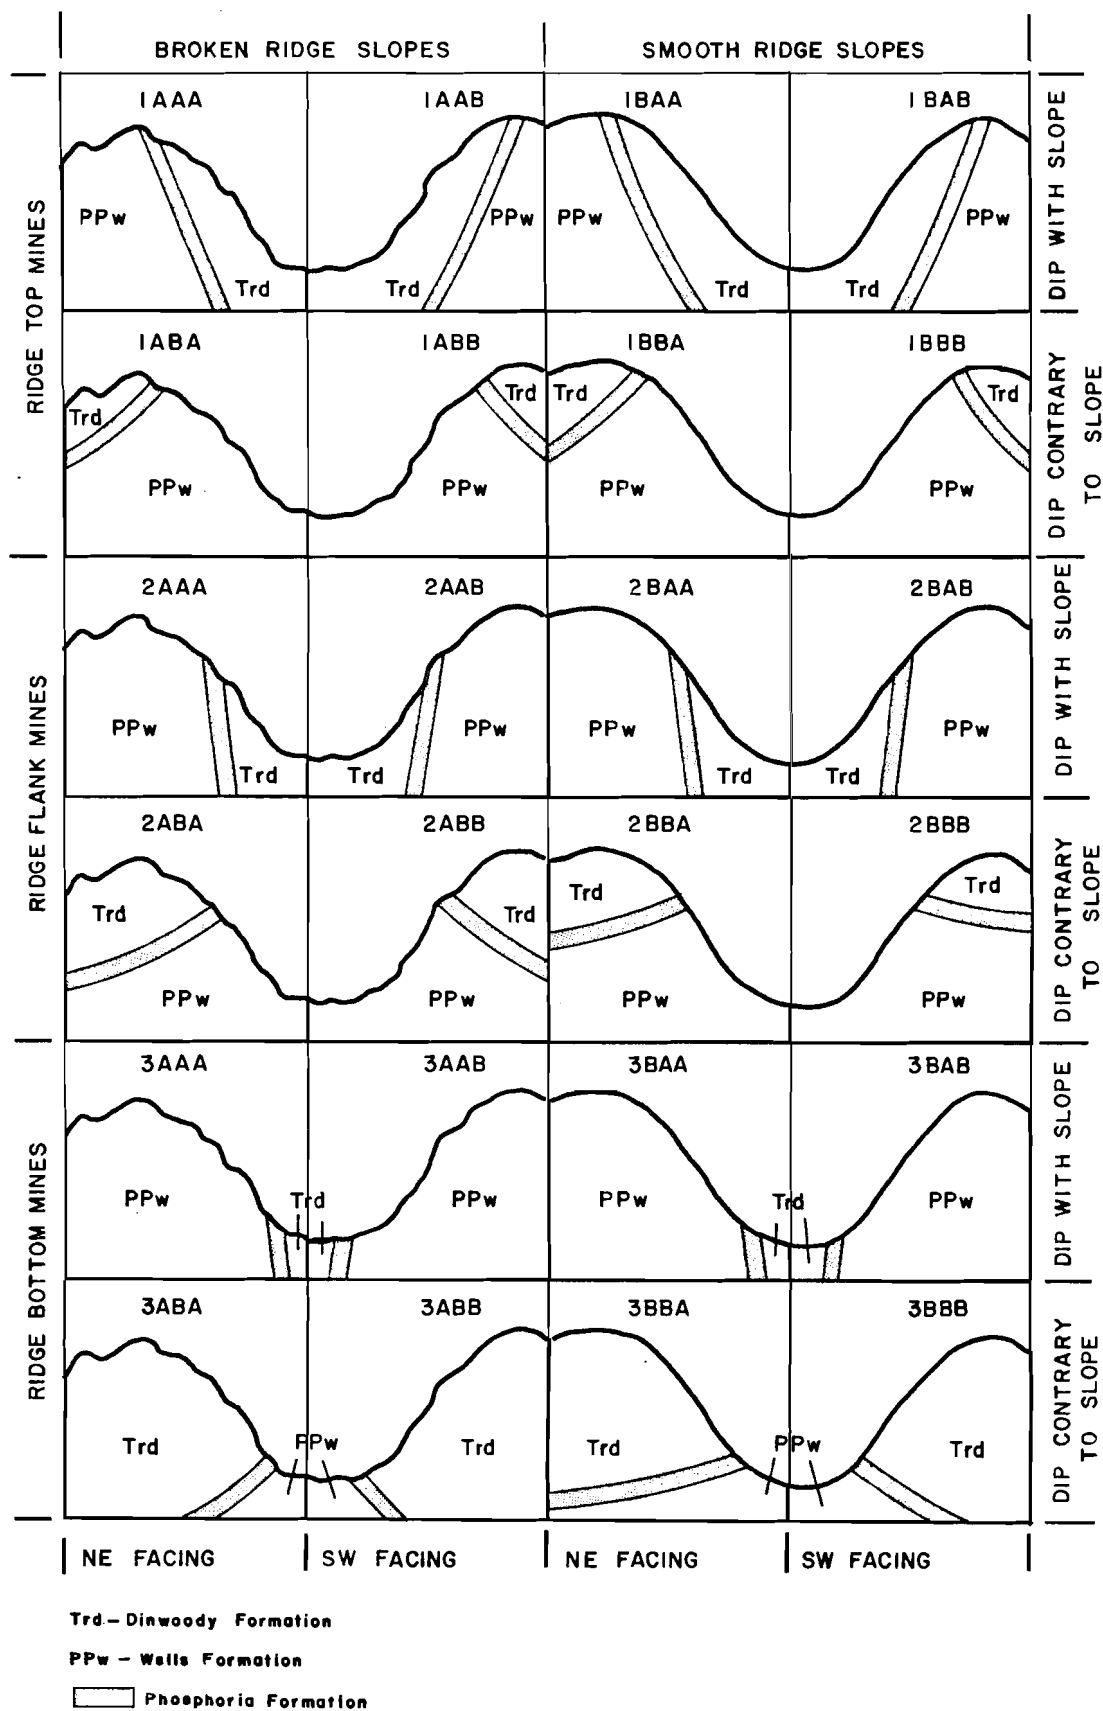 BROKEN RIDGE SLOPES SMOOTH RIDGE SLOPES
RIDGE TOP MINES
1AAA 1AAB 1BAA 1BAB
PPw PPw PPw PPw
Trd Trd Trd Trd
DIP WITH SLOPE
1ABA 1ABB 1BBA 1BBB
Trd Trd Trd Trd
PPw PPw PPw PPw
DIP CONTRARY
TO SLOPE
RIDGE FLANK MINES
2AAA 2AAB 2BAA 2BAB
PPw PPw PPw PPw
Trd Trd Trd Trd
DIP WITH SLOPE
2ABA 2ABB 2BBA 2BBB
Trd Trd Trd Trd
PPw PPw PPw PPw
DIP CONTRARY
TO SLOPE
RIDGE BOTTOM MINES
3AAA 3AAB 3BAA 3BAB
PPw Trd PPw PPw Trd PPw
DIP WITH SLOPE
3ABA 3ABB 3BBA 3BBB
Trd PPw Trd Trd PPw Trd
DIP CONTRARY
TO SLOPE
NE FACING SW FACING NE FACING SW FACING
Trd.—Dinwoody Formation
PPw — Wells Formation
Phosphoria Formation